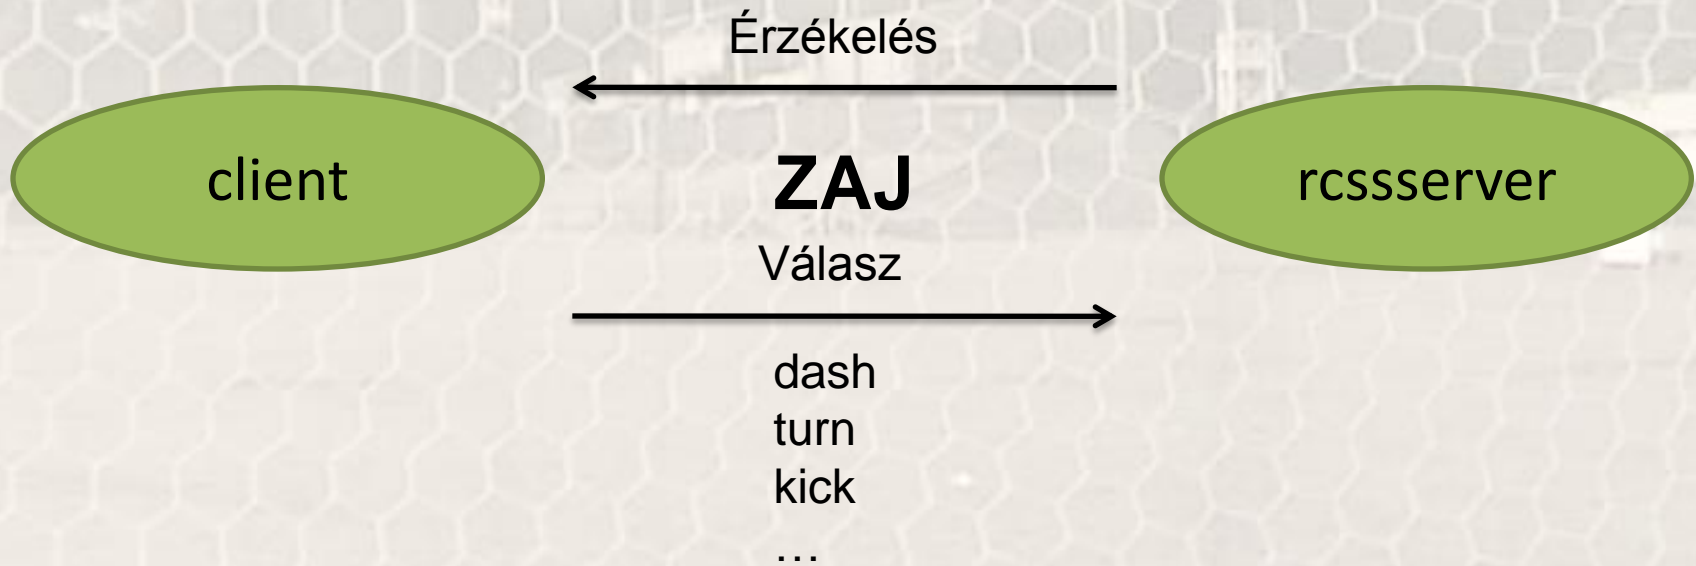 Érzékelés
client
ZAJ
rcssserver
Válasz
dash
turn
kick
…